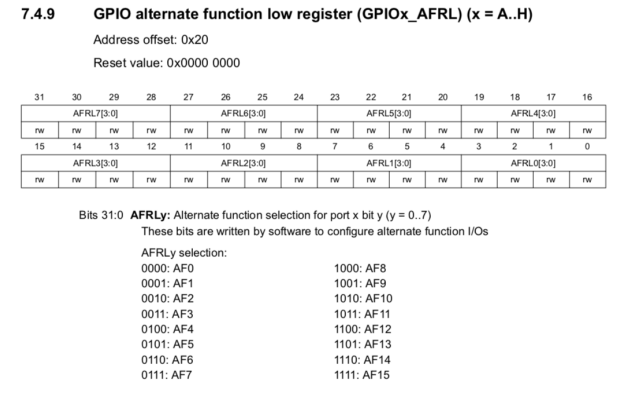 7.4.9 GPIO alternate function low register (GPIOx_AFRL) (x = A..H)
Address offset: 0x20
Reset value: 0x0000 0000
31 30 29 28 27 26 25 24 23 22 21 20 19 18 17 16
AFRL7[3:0] AFRL6[3:0] AFRL5[3:0] AFRL4[3:0]
rw rw rw rw rw rw rw rw rw rw rw rw rw rw rw rw
15 14 13 12 11 10 9 8 7 6 5 4 3 2 1 0
AFRL3[3:0] AFRL2[3:0] AFRL1[3:0] AFRL0[3:0]
rw rw rw rw rw rw rw rw rw rw rw rw rw rw rw rw
Bits 31:0 AFRLy: Alternate function selection for port x bit y (y = 0..7)
These bits are written by software to configure alternate function I/Os
AFRLy selection:
0000: AF0 1000: AF8
0001: AF1 1001: AF9
0010: AF2 1010: AF10
0011: AF3 1011: AF11
0100: AF4 1100: AF12
0101: AF5 1101: AF13
0110: AF6 1110: AF14
0111: AF7 1111: AF15